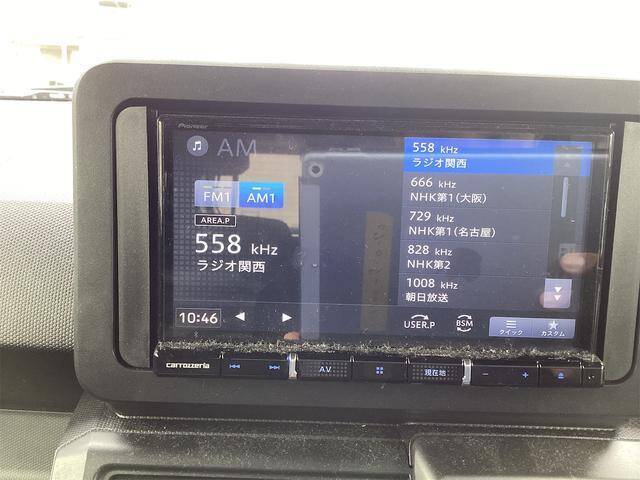 Pioneer
AM
FM1 AM1
AREA.P
558 kHz
ラジオ関西
10:46
558 kHz
ラジオ関西
666 kHz
NHK第1(大阪)
729 kHz
NHK第1(名古屋)
828 kHz
NHK第2
1008 kHz
朝日放送
USER.P BSM クイック カスタム
carrozzeria AV 現在地 − +